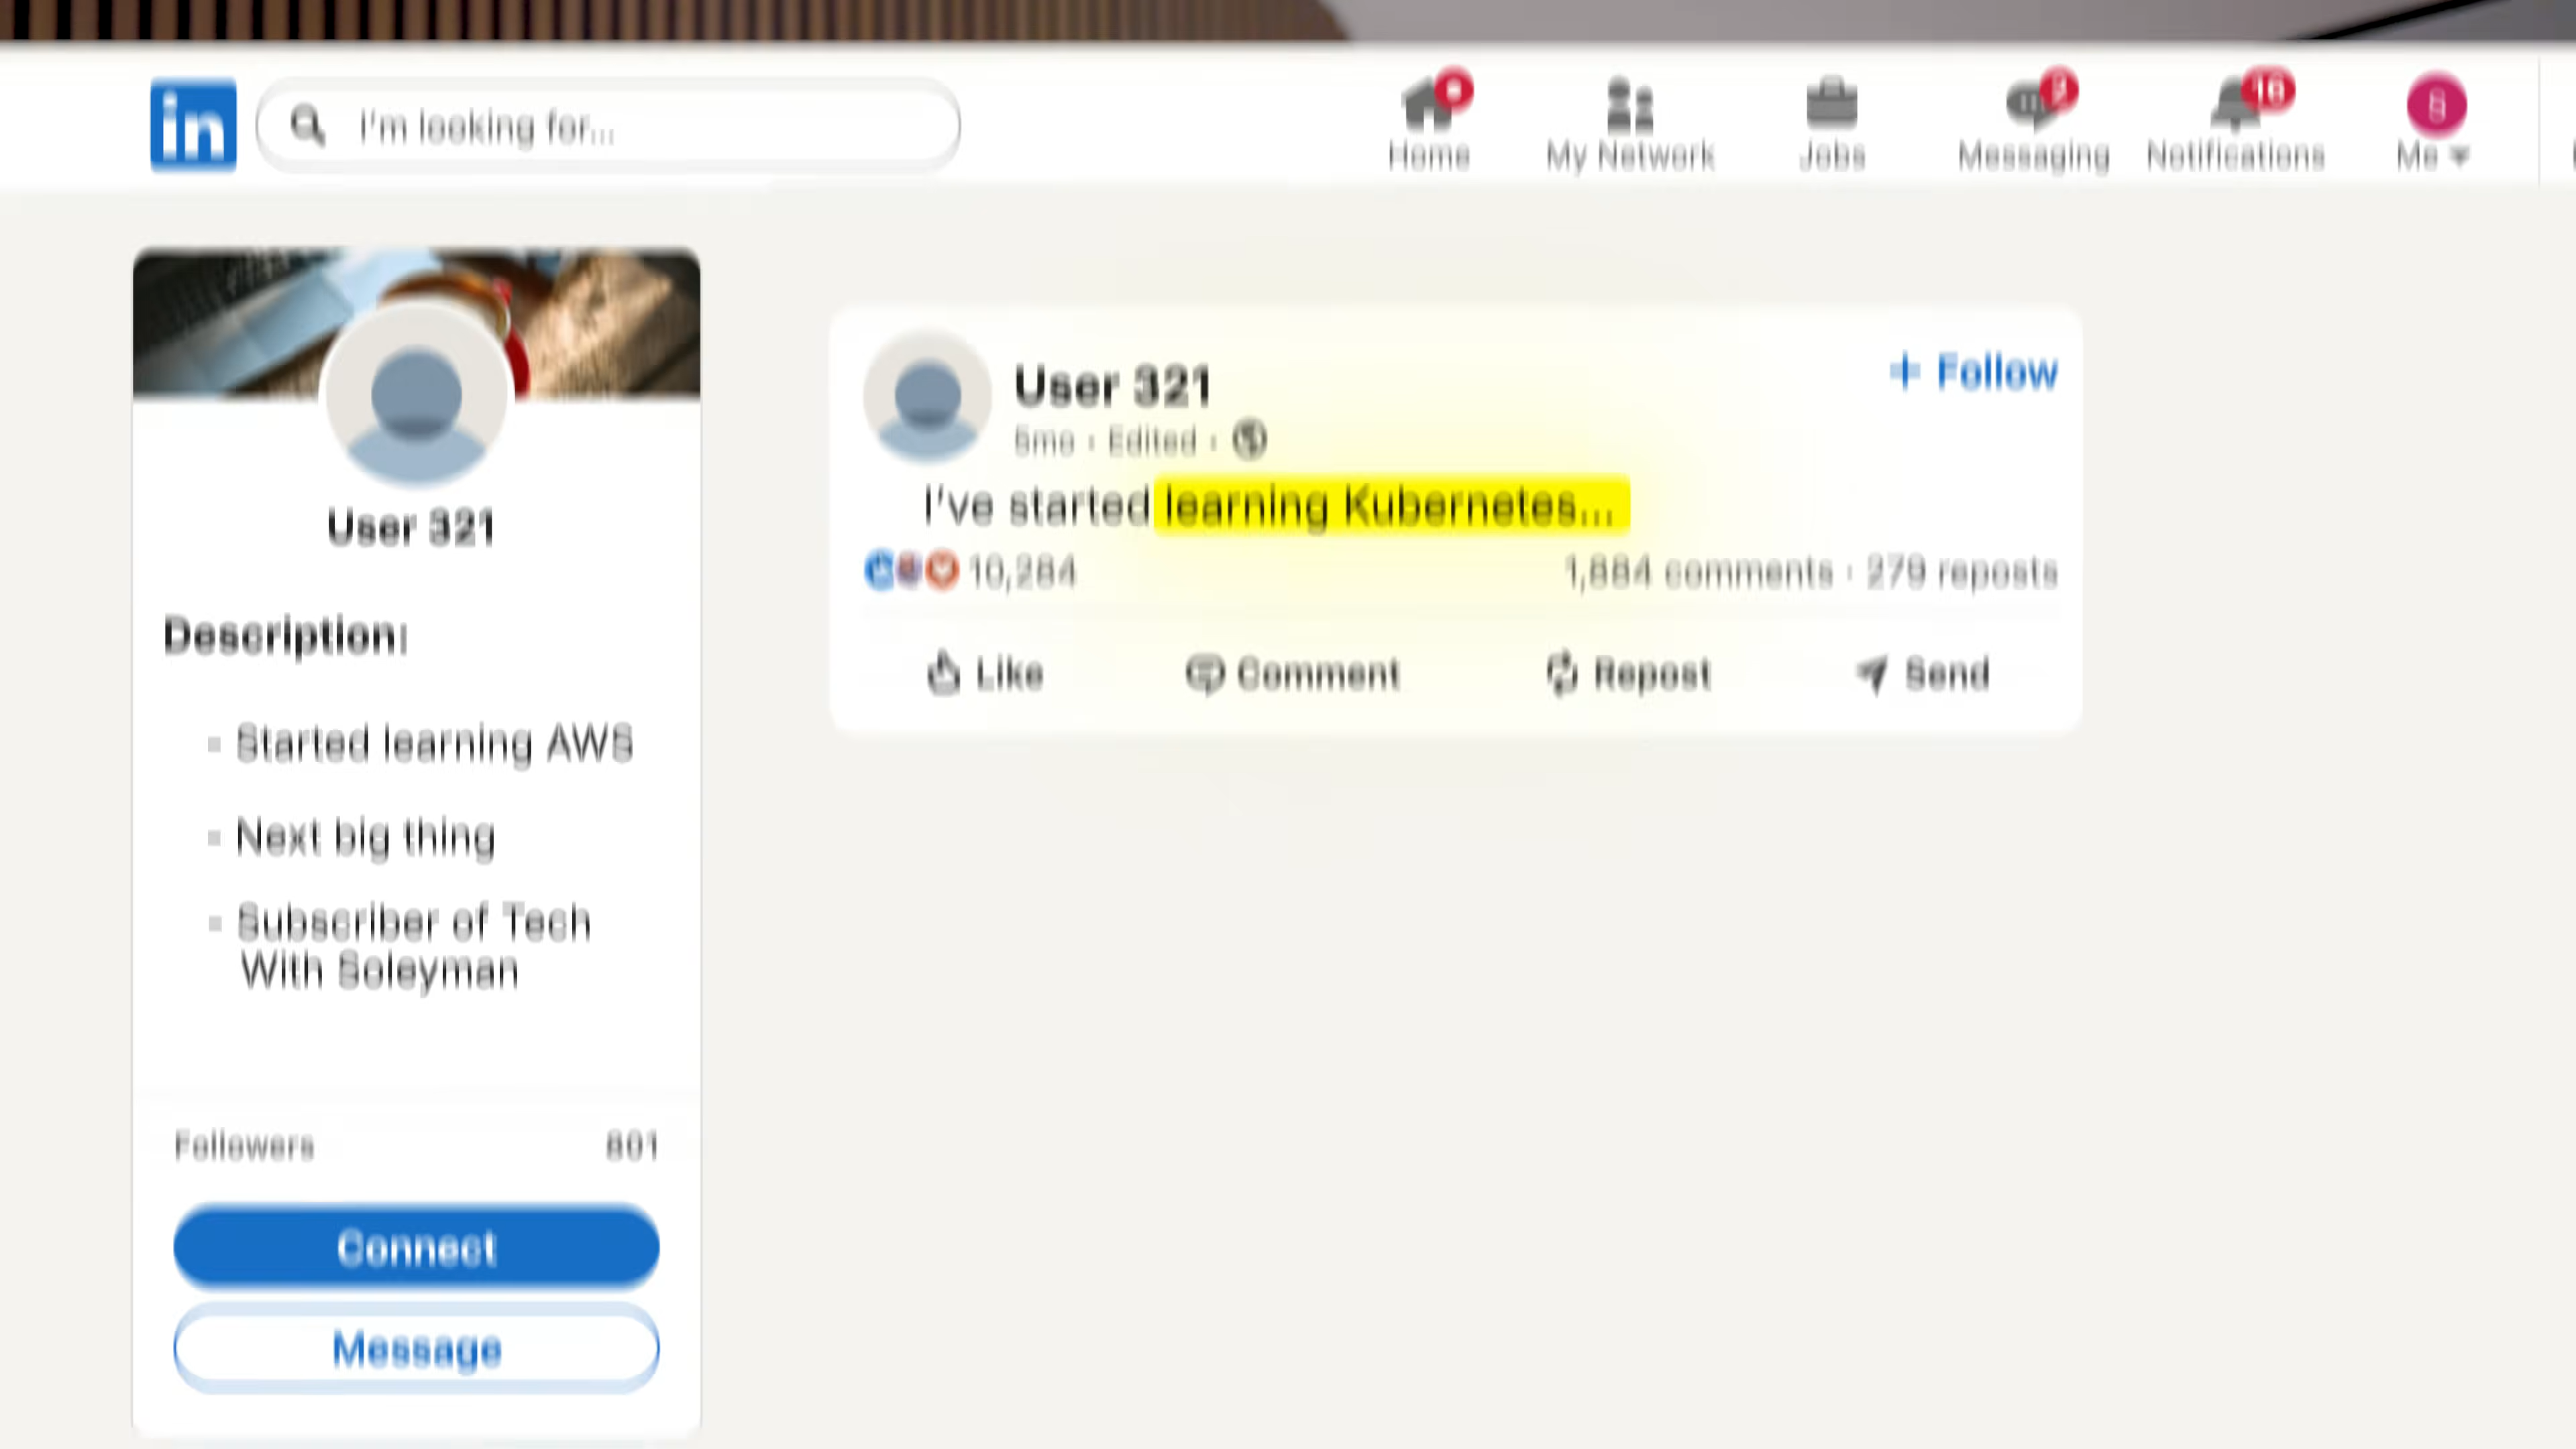 in
I'm looking for...
Home
My Network
Jobs
Messaging
Notifications
16
Me
User 321
Description:
Started learning AWS
Next big thing
Subscriber of Tech
With Soleyman
Followers 801
Connect
Message
User 321
+ Follow
5mo • Edited •
I've started learning Kubernetes...
10,284
1,884 comments • 279 reposts
Like
Comment
Repost
Send